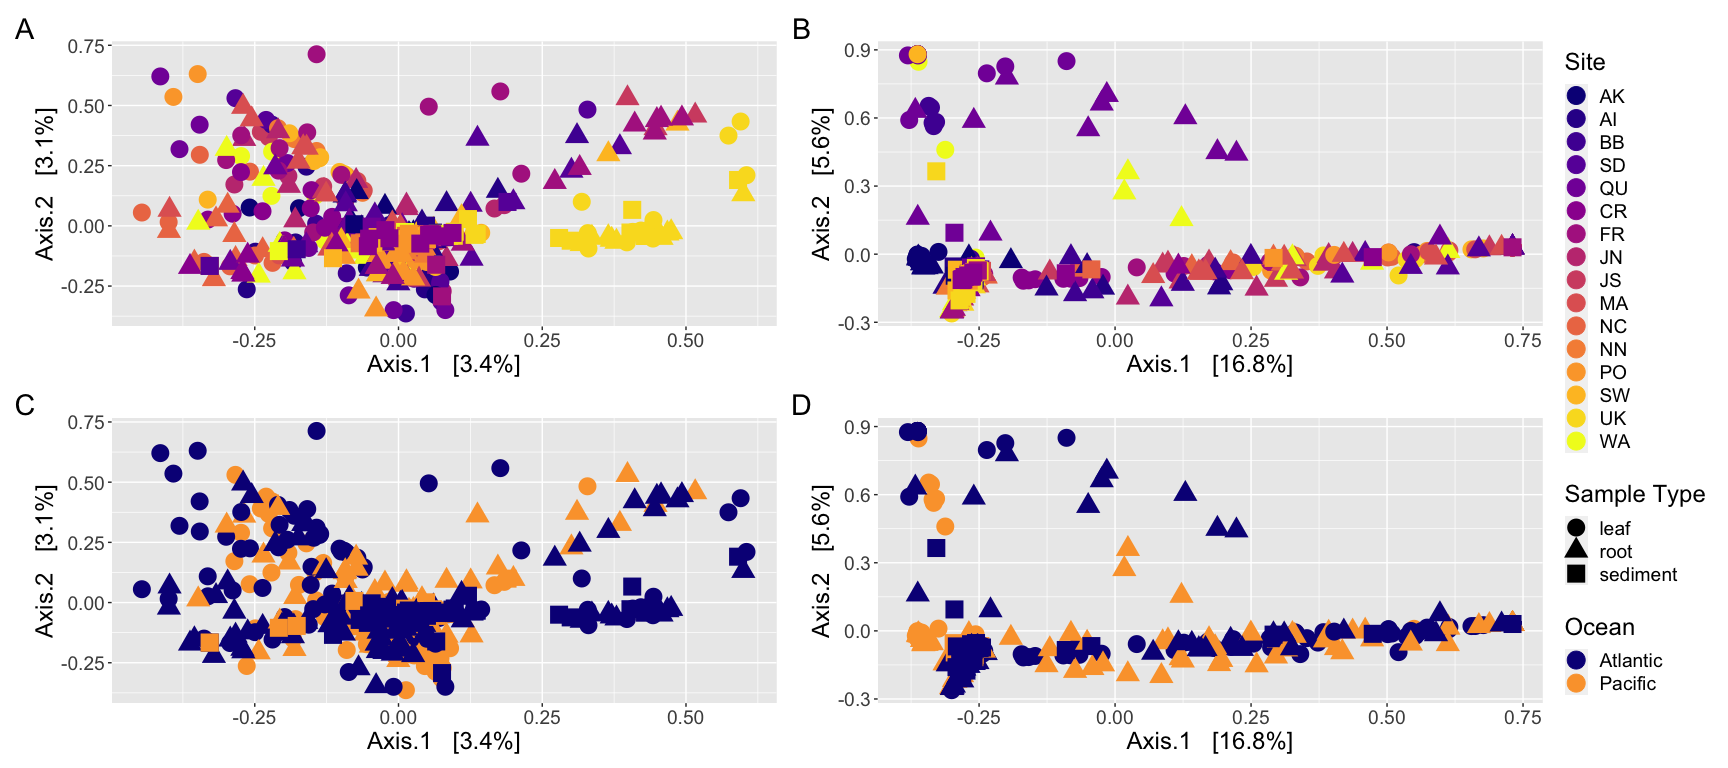 A
Axis.2 [3.1%]
0.75
0.50
0.25
0.00
-0.25
-0.25
0.00
0.25
0.50
Axis.1 [3.4%]
B
Axis.2 [5.6%]
0.9
0.6
0.3
0.0
-0.3
-0.25
0.00
0.25
0.50
0.75
Axis.1 [16.8%]
C
Axis.2 [3.1%]
0.75
0.50
0.25
0.00
-0.25
-0.25
0.00
0.25
0.50
Axis.1 [3.4%]
D
Axis.2 [5.6%]
0.9
0.6
0.3
0.0
-0.3
-0.25
0.00
0.25
0.50
0.75
Axis.1 [16.8%]
Site
AK
AI
BB
SD
QU
CR
FR
JN
JS
MA
NC
NN
PO
SW
UK
WA
Sample Type
leaf
root
sediment
Ocean
Atlantic
Pacific